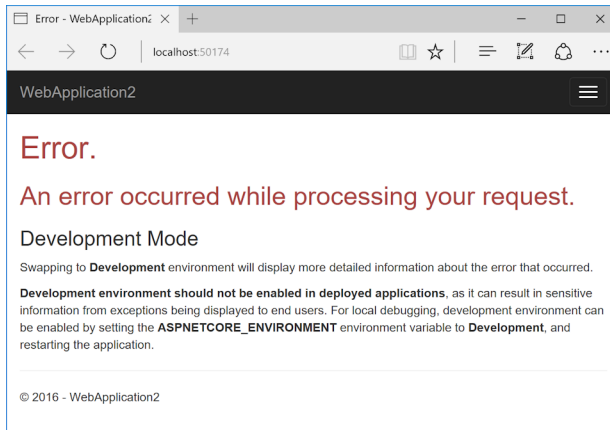 Error - WebApplication2
localhost:50174
WebApplication2
Error.
An error occurred while processing your request.
Development Mode
Swapping to Development environment will display more detailed information about the error that occurred.
Development environment should not be enabled in deployed applications, as it can result in sensitive
information from exceptions being displayed to end users. For local debugging, development environment can
be enabled by setting the ASPNETCORE_ENVIRONMENT environment variable to Development, and
restarting the application.
© 2016 - WebApplication2